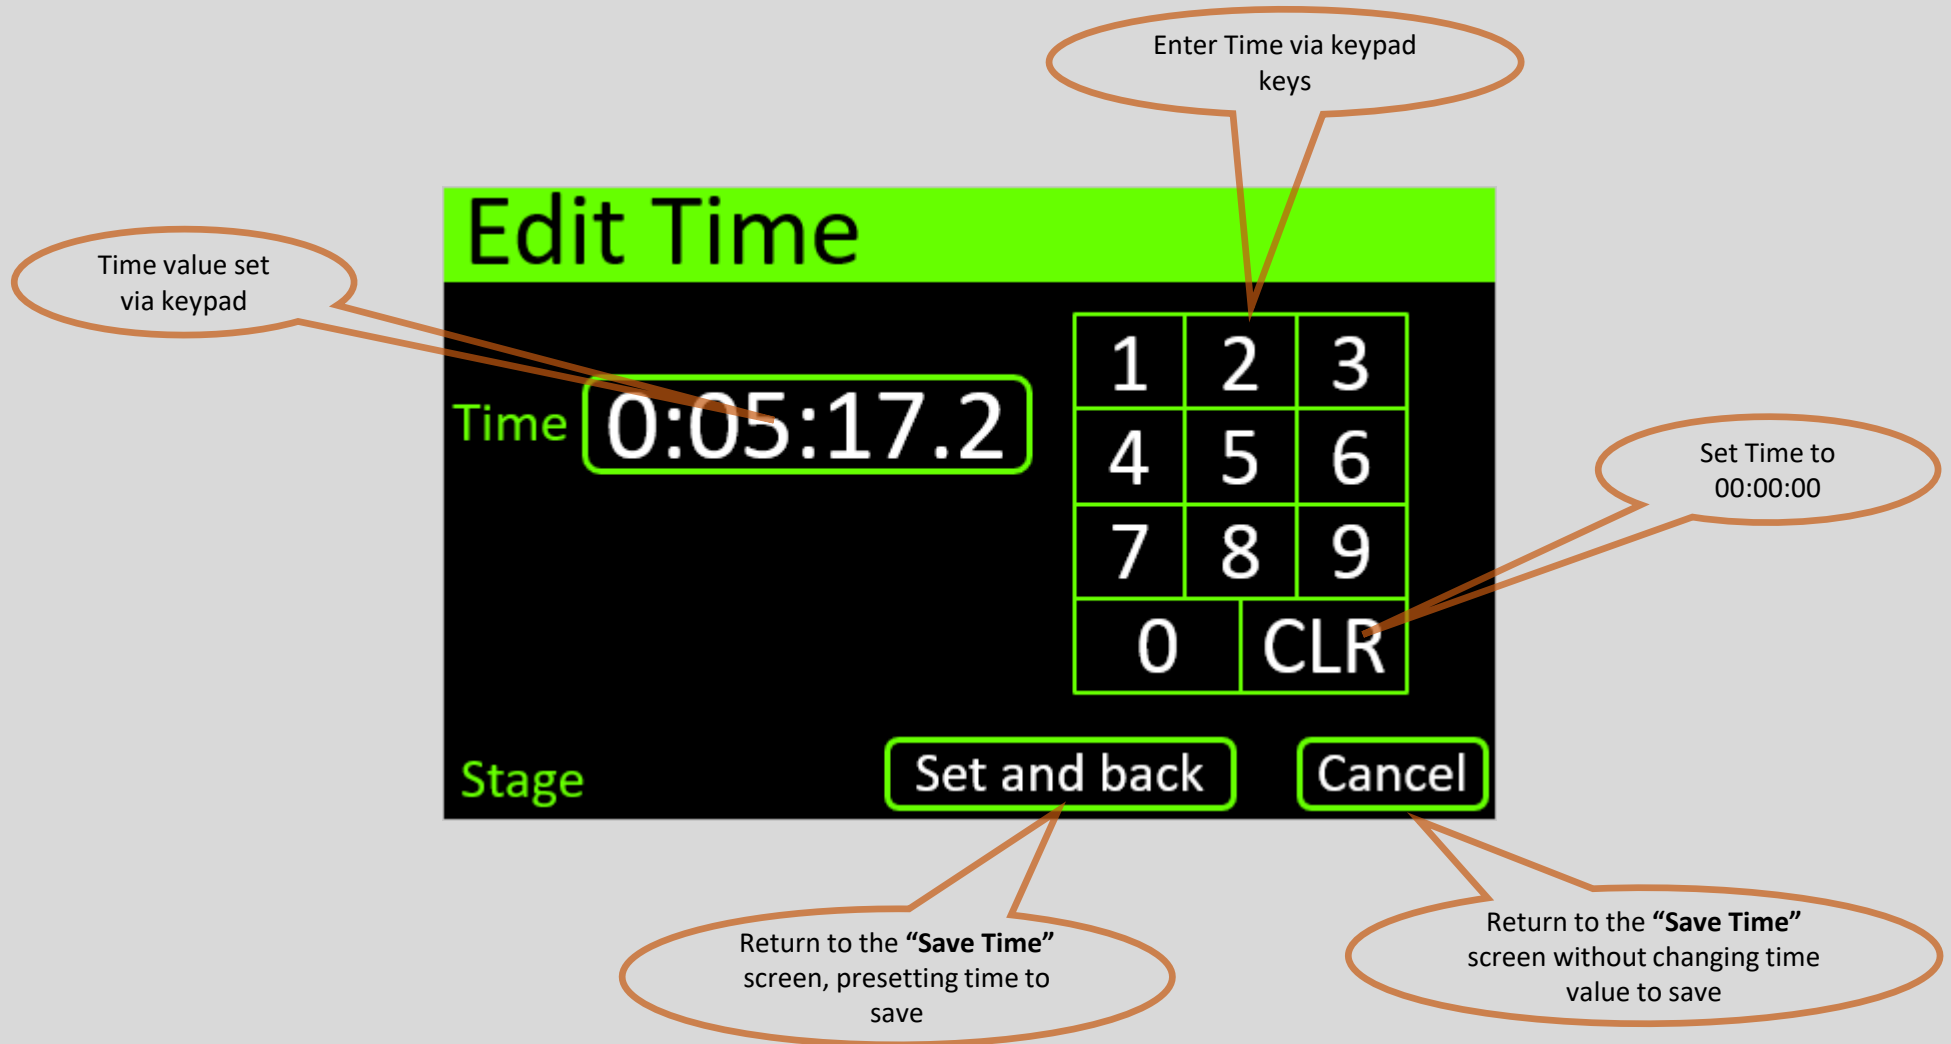 Enter Time via keypad
keys
Edit Time
Time value set
via keypad
Time 0:05:17.2
1 2 3
4 5 6
7 8 9
0 CLR
Set Time to
00:00:00
Stage
Set and back
Cancel
Return to the “Save Time”
screen, presetting time to
save
Return to the “Save Time”
screen without changing time
value to save